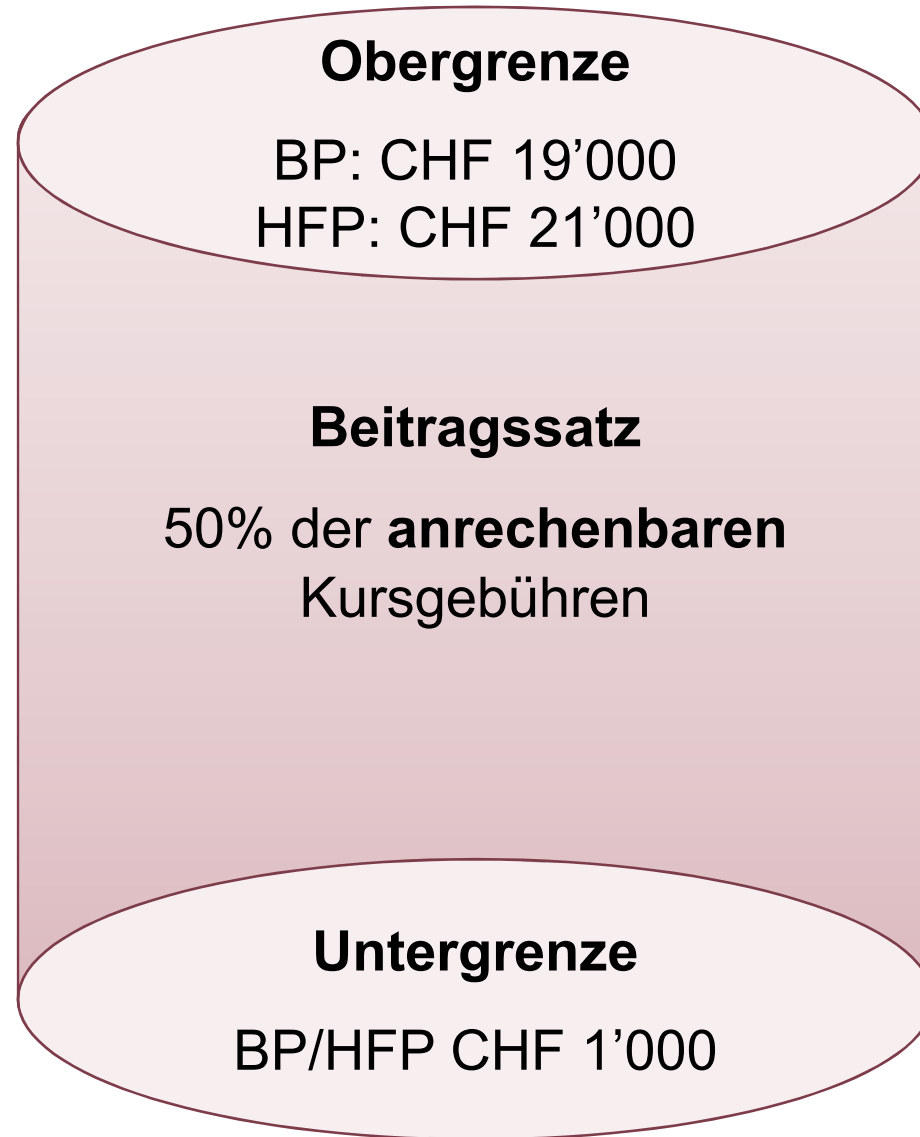 Obergrenze
BP: CHF 19’000
HFP: CHF 21’000
Beitragssatz
50% der anrechenbaren
Kursgebühren
Untergrenze
BP/HFP CHF 1’000